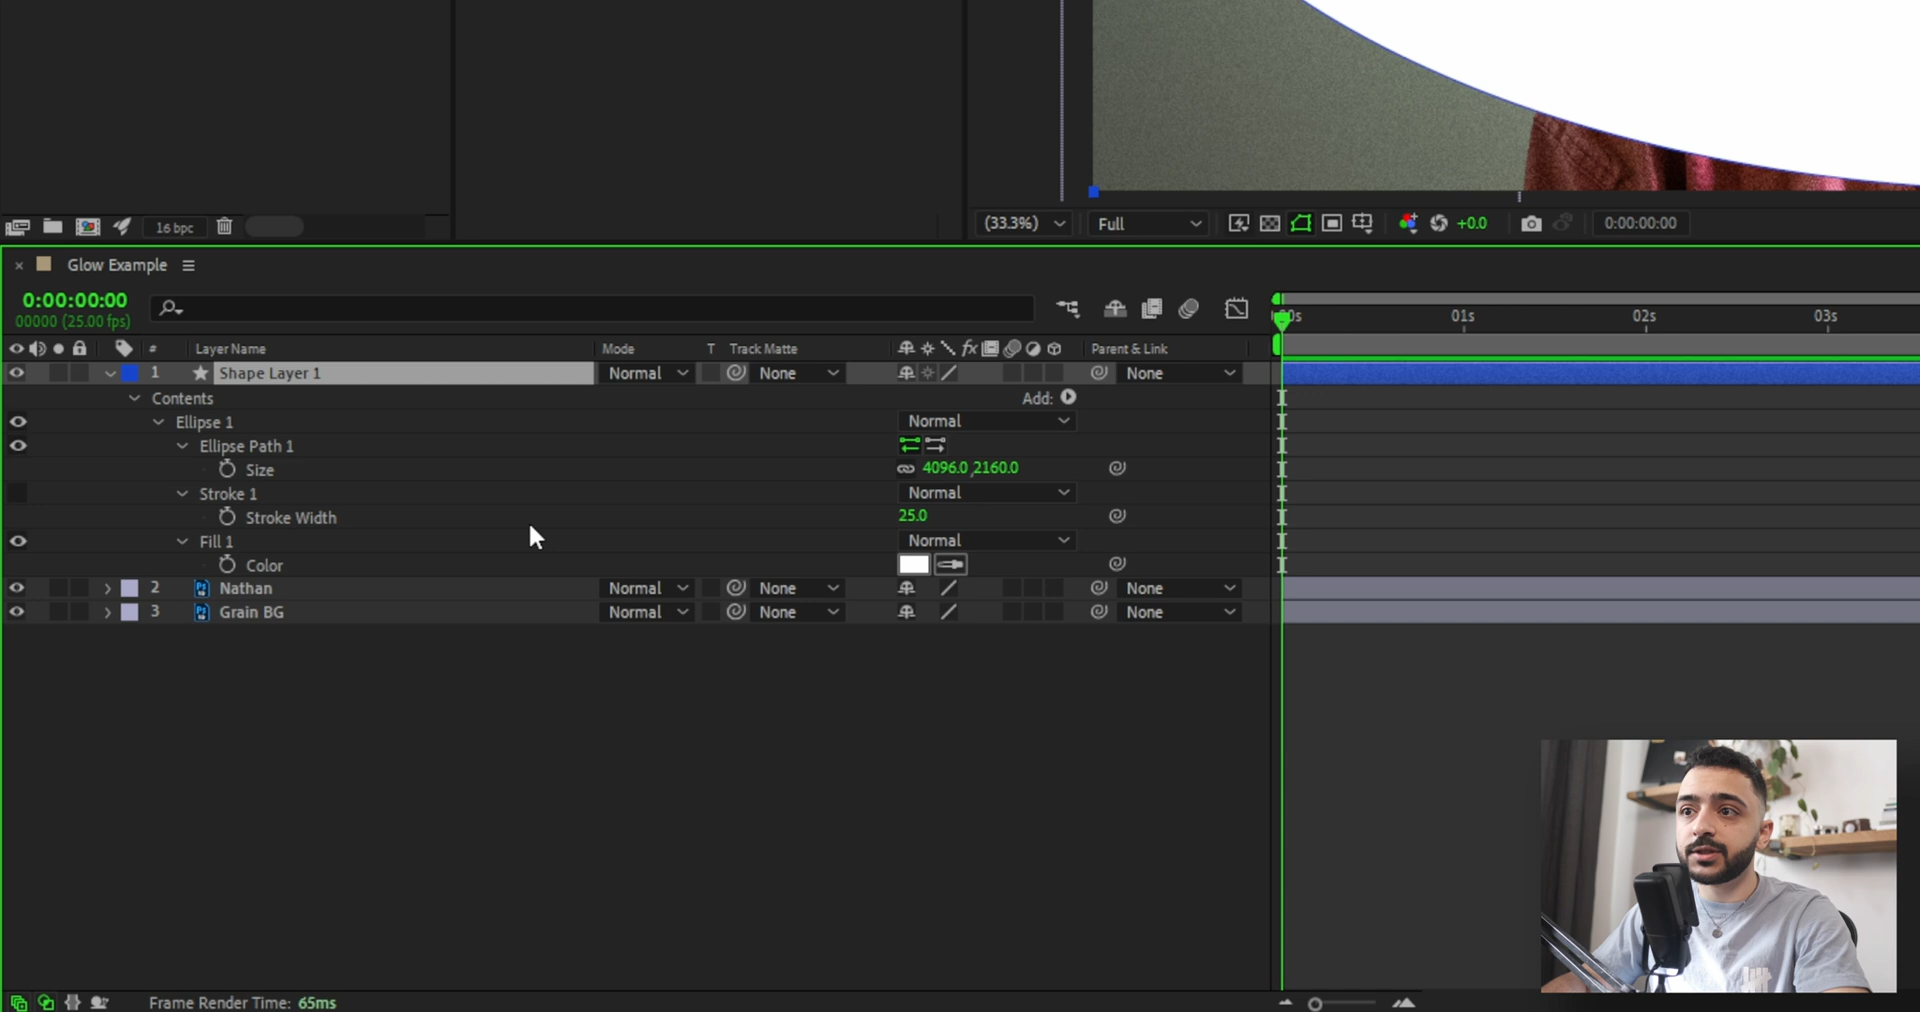 16 bpc
(33.3%)
Full
+0.0
0:00:00:00
Glow Example
0:00:00:00
00000 (25.00 fps)
01s
02s
03s
# Layer Name
Mode
T Track Matte
fx
Parent & Link
1 Shape Layer 1
Normal
None
None
Contents
Add:
Ellipse 1
Normal
Ellipse Path 1
Size
4096.0,2160.0
Stroke 1
Normal
Stroke Width
25.0
Fill 1
Normal
Color
2 Nathan
Normal
None
None
3 Grain BG
Normal
None
None
Frame Render Time: 65ms